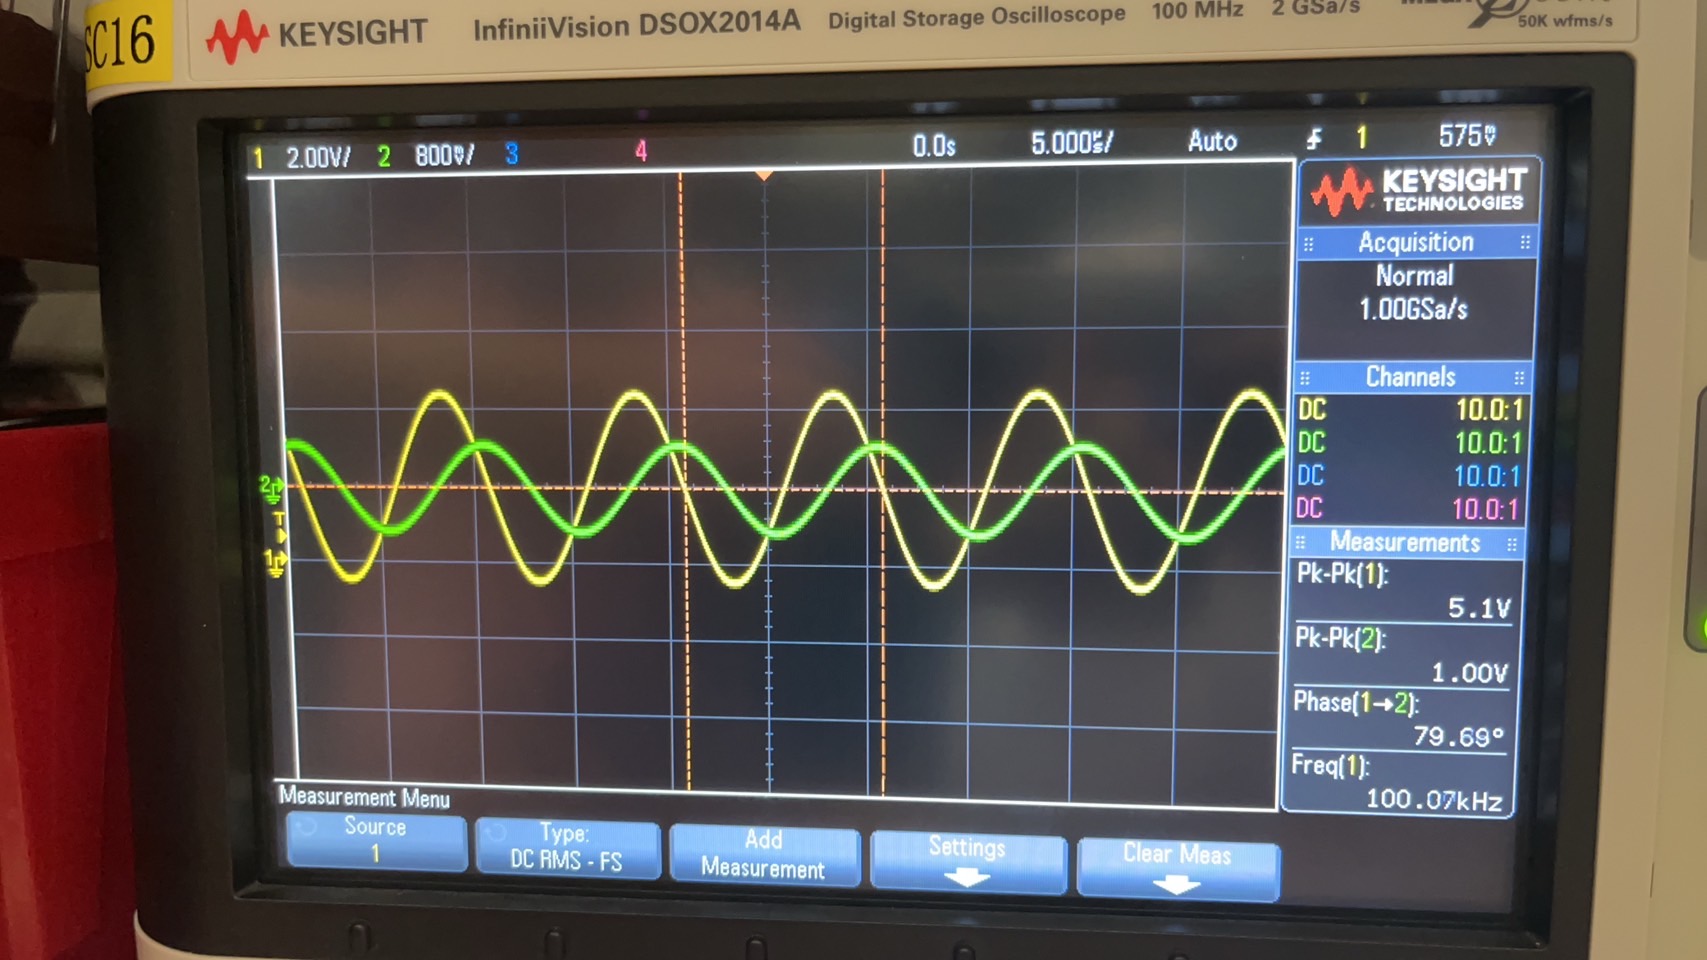 SC16
KEYSIGHT InfiniiVision DSOX2014A Digital Storage Oscilloscope 100 MHz 2 GSa/s
50K wfms/s
1 2.00V/ 2 800mV/ 3 4 0.0s 5.000µs/ Auto 1 575mV
KEYSIGHT
TECHNOLOGIES
Acquisition
Normal
1.00GSa/s
Channels
DC 10.0:1
DC 10.0:1
DC 10.0:1
DC 10.0:1
Measurements
Pk-Pk(1):
5.1V
Pk-Pk(2):
1.00V
Phase(1→2):
79.69°
Freq(1):
100.07kHz
2
T
1
Measurement Menu
Source
1
Type:
DC RMS - FS
Add
Measurement
Settings
Clear Meas